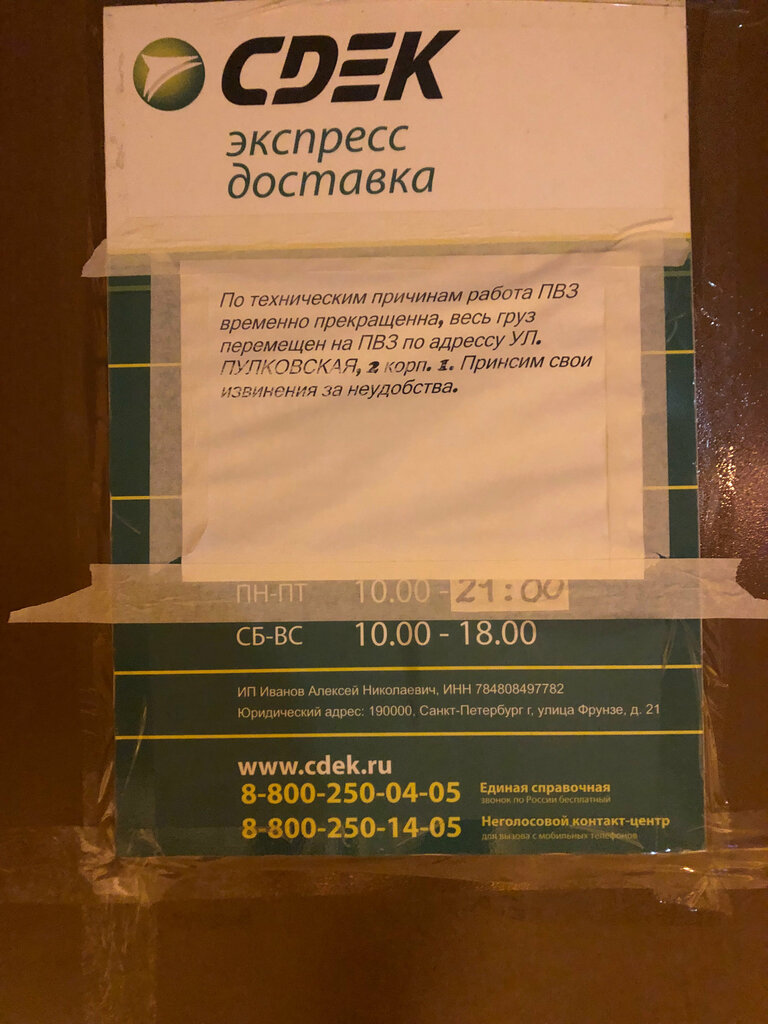 CDEK
экспресс
доставка
По техническим причинам работа ПВЗ
временно прекращенна, весь груз
перемещен на ПВЗ по адрессу УЛ.
ПУЛКОВСКАЯ, 2 корп. 1. Принсим свои
извинения за неудобства.
ПН-ПТ 10.00 - 21:00
СБ-ВС 10.00 - 18.00
ИП Иванов Алексей Николаевич, ИНН 784808497782
Юридический адрес: 190000, Санкт-Петербург г, улица Фрунзе, д. 21
www.cdek.ru
8-800-250-04-05 Единая справочная
звонок по России бесплатный
8-800-250-14-05 Неголосовой контакт-центр
для вызова с мобильных телефонов